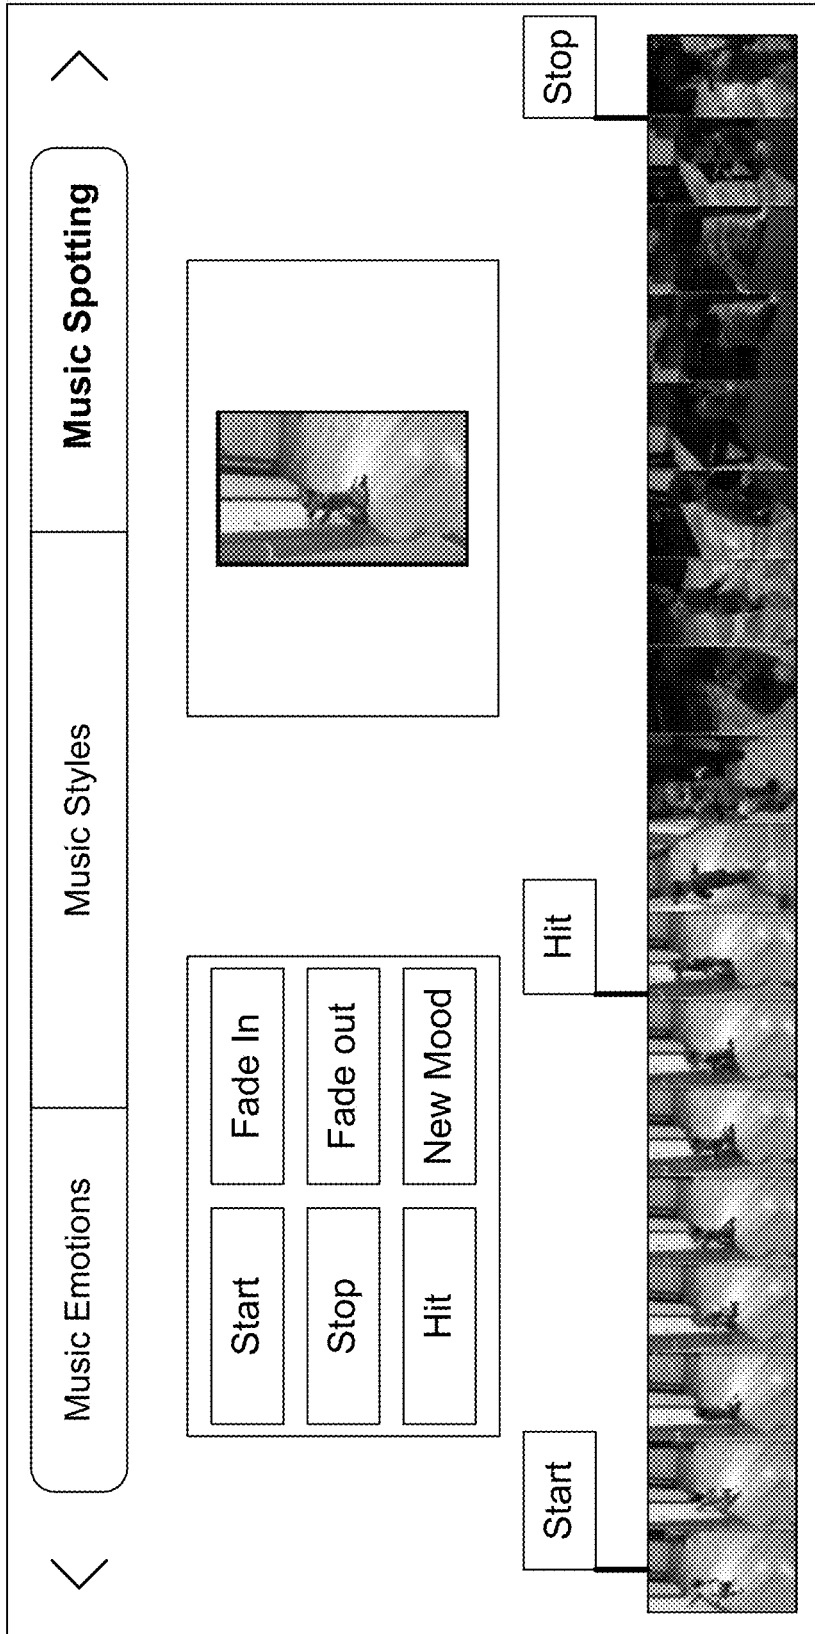 Music Emotions
Music Styles
Music Spotting
Start
Fade In
Stop
Fade out
Hit
New Mood
Start
Hit
Stop